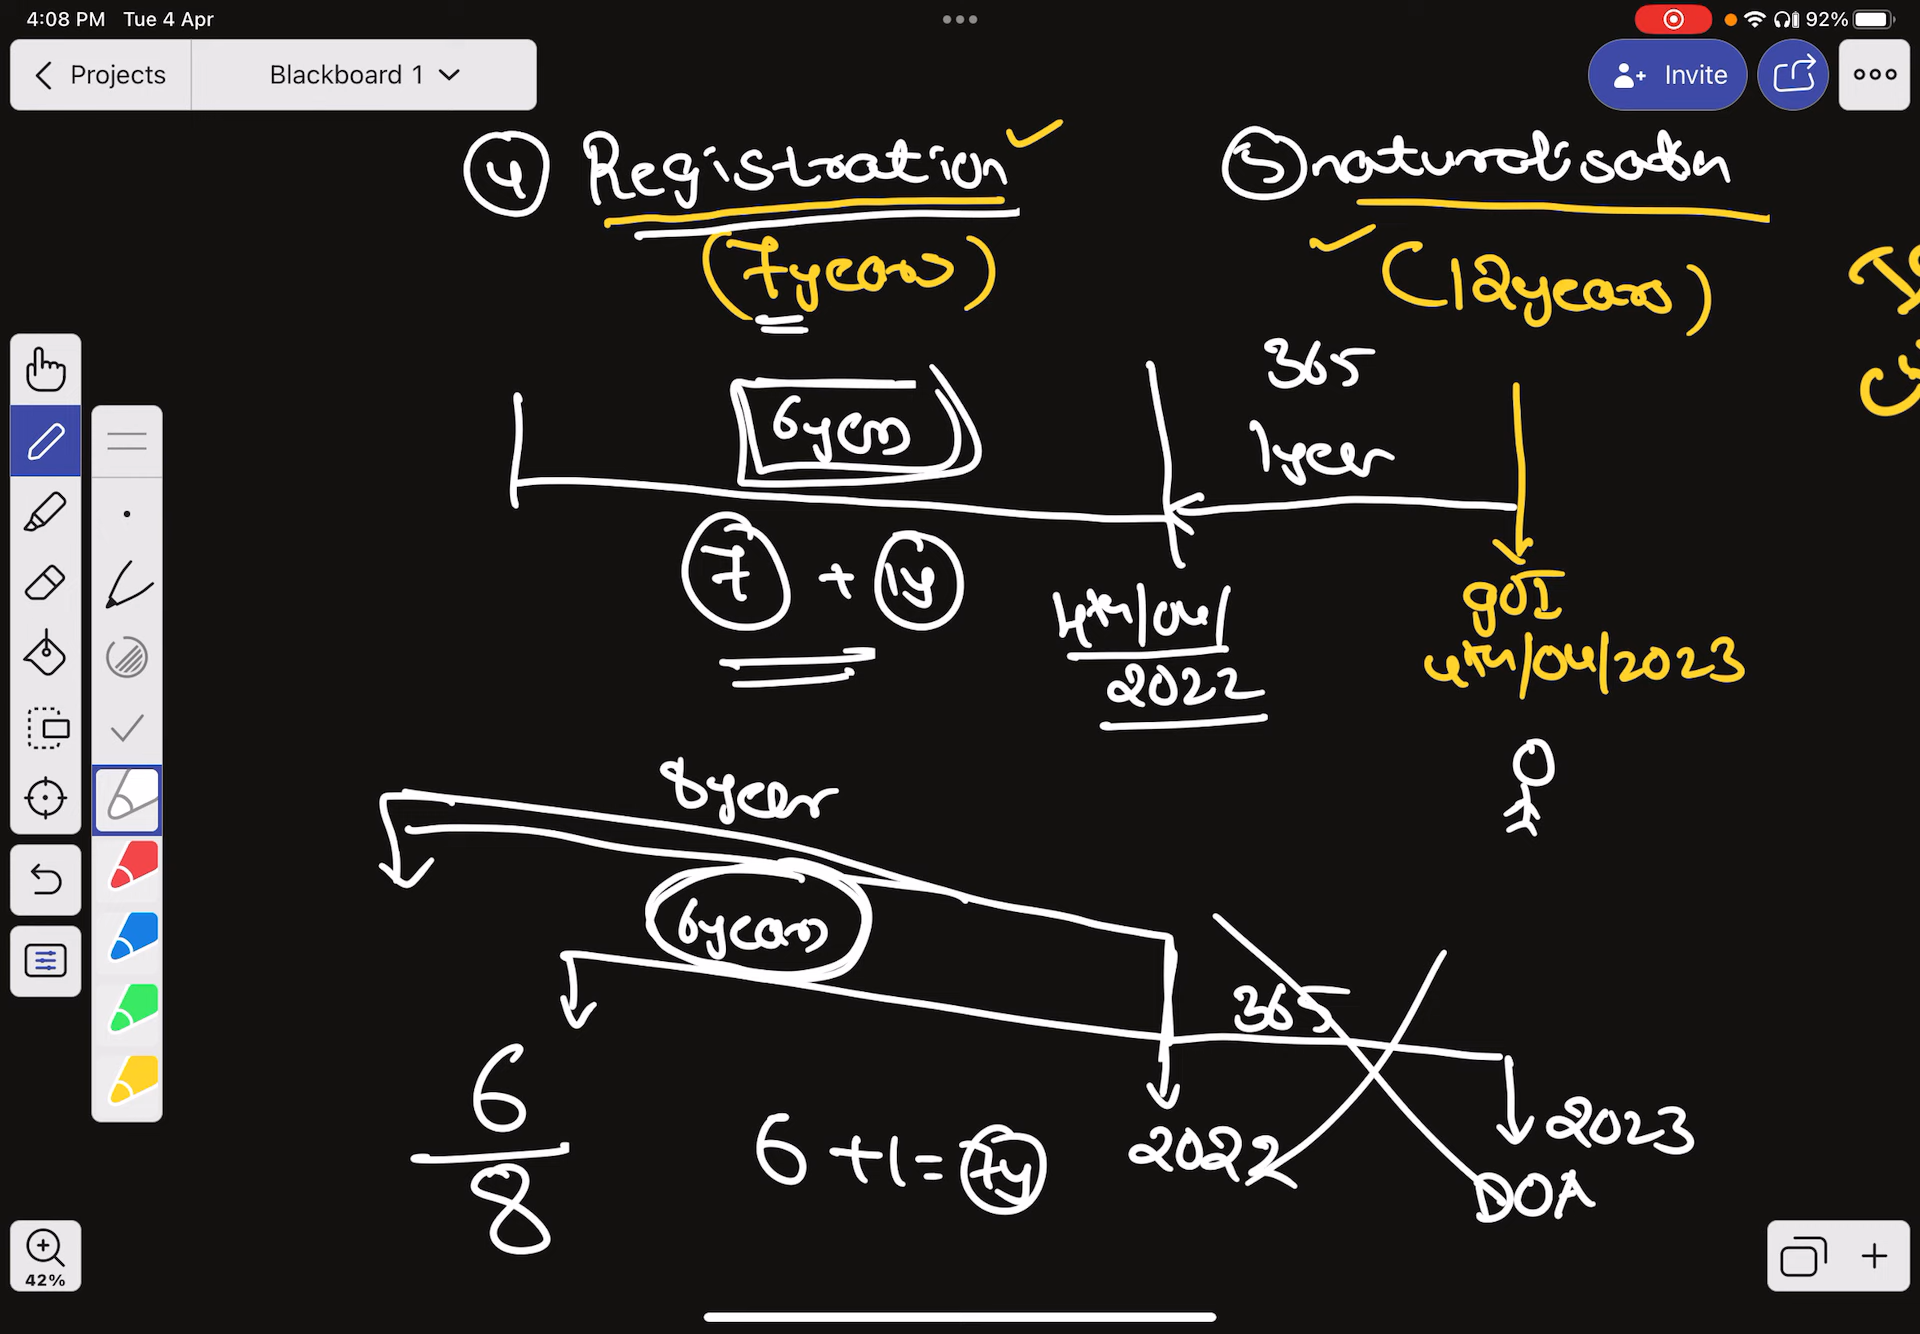 4:08 PM Tue 4 Apr
92%
Projects
Blackboard 1
Invite
4 Registration
5 naturalisation
(7years)
(12years)
365
6years
1year
7 + 1y
4th/04/
2022
GOI
4th/04/2023
8year
6years
365
6
8
6+1=7y
2022
2023
DOA
42%